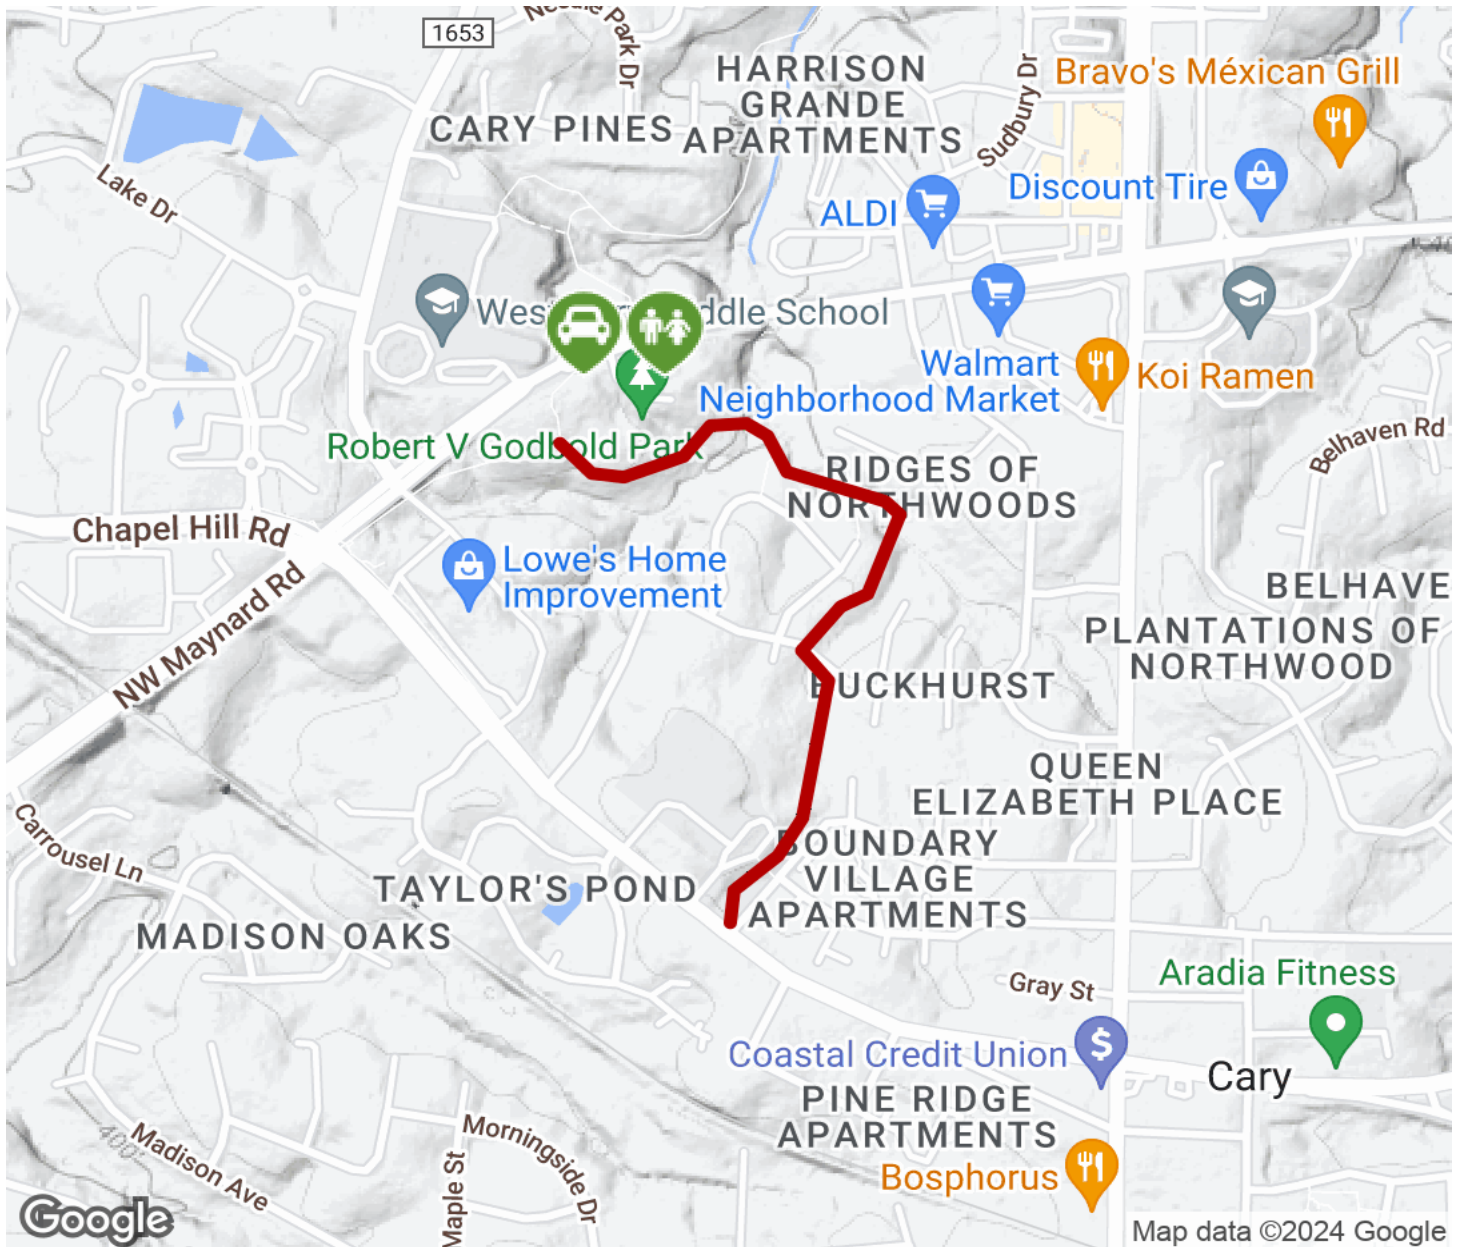 1653
Park Dr
HARRISON
GRANDE
APARTMENTS
Sudbury Dr
Bravo's Méxican Grill
CARY PINES
Lake Dr
Discount Tire
ALDI
ddle School
Walmart
Neighborhood Market
Koi Ramen
Robert V Godbold Park
Belhaven Rd
RIDGES OF
NORTHWOODS
Chapel Hill Rd
Lowe's Home
Improvement
NW Maynard Rd
BELHAVE
PLANTATIONS OF
NORTHWOOD
BUCKHURST
QUEEN
ELIZABETH PLACE
Carrousel Ln
BOUNDARY
VILLAGE
APARTMENTS
TAYLOR'S POND
MADISON OAKS
Gray St
Aradia Fitness
Coastal Credit Union
$
Cary
PINE RIDGE
APARTMENTS
400'
Madison Ave
Morningside Dr
Maple St
Bosphorus
Google
Map data ©2024 Google